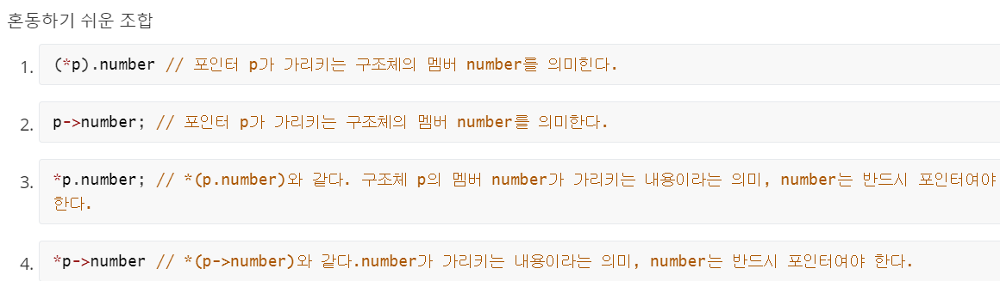 혼동하기 쉬운 조합
1. (*p).number // 포인터 p가 가리키는 구조체의 멤버 number를 의미힌다.
2. p->number; // 포인터 p가 가리키는 구조체의 멤버 number를 의미한다.
3. *p.number; // *(p.number)와 같다. 구조체 p의 멤버 number가 가리키는 내용이라는 의미, number는 반드시 포인터여야
한다.
4. *p->number // *(p->number)와 같다.number가 가리키는 내용이라는 의미, number는 반드시 포인터여야 한다.